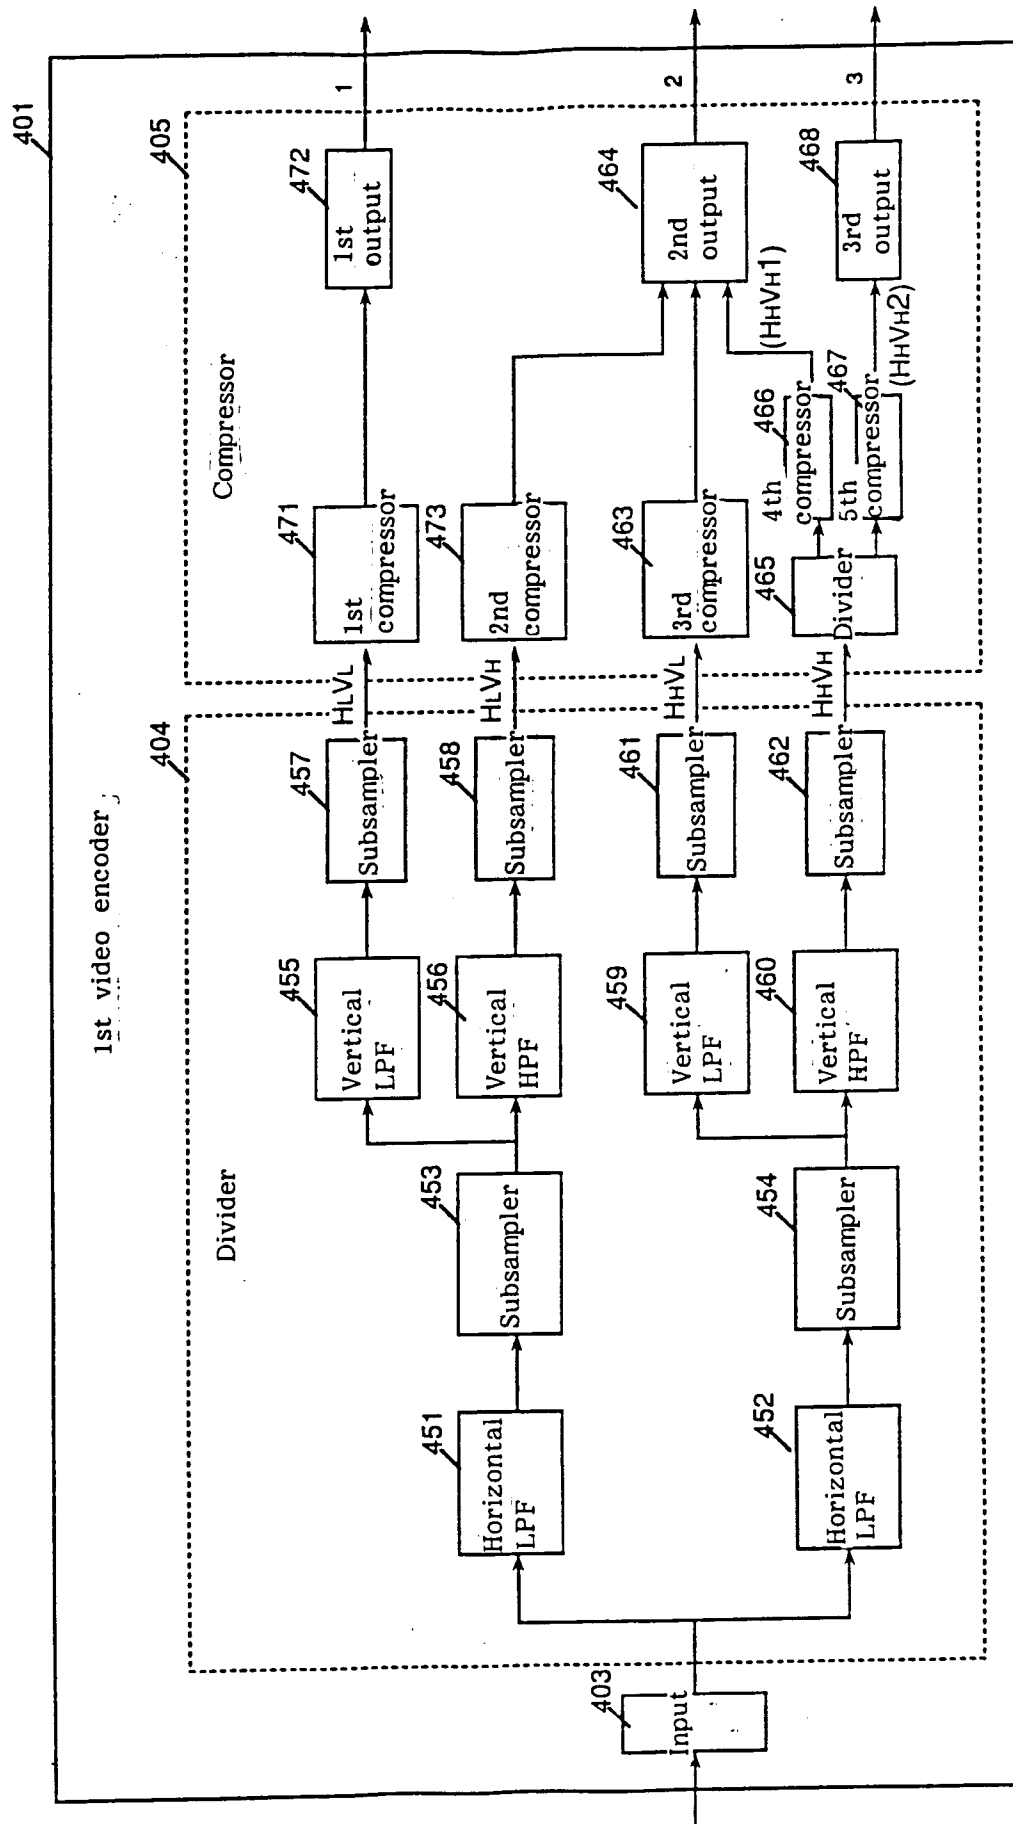 401
1st video encoder
404
Divider
405
Compressor
403
Input
451
Horizontal
LPF
452
Horizontal
LPF
453
Subsampler
454
Subsampler
455
Vertical
LPF
456
Vertical
HPF
459
Vertical
LPF
460
Vertical
HPF
457
Subsampler
458
Subsampler
461
Subsampler
462
Subsampler
HLVL
HLVH
HHVL
HHVH
471
1st
compressor
473
2nd
compressor
463
3rd
compressor
465
Divider
466
4th
compressor
467
5th
compressor
(HHVH1)
(HHVH2)
472
1st
output
464
2nd
output
468
3rd
output
1
2
3